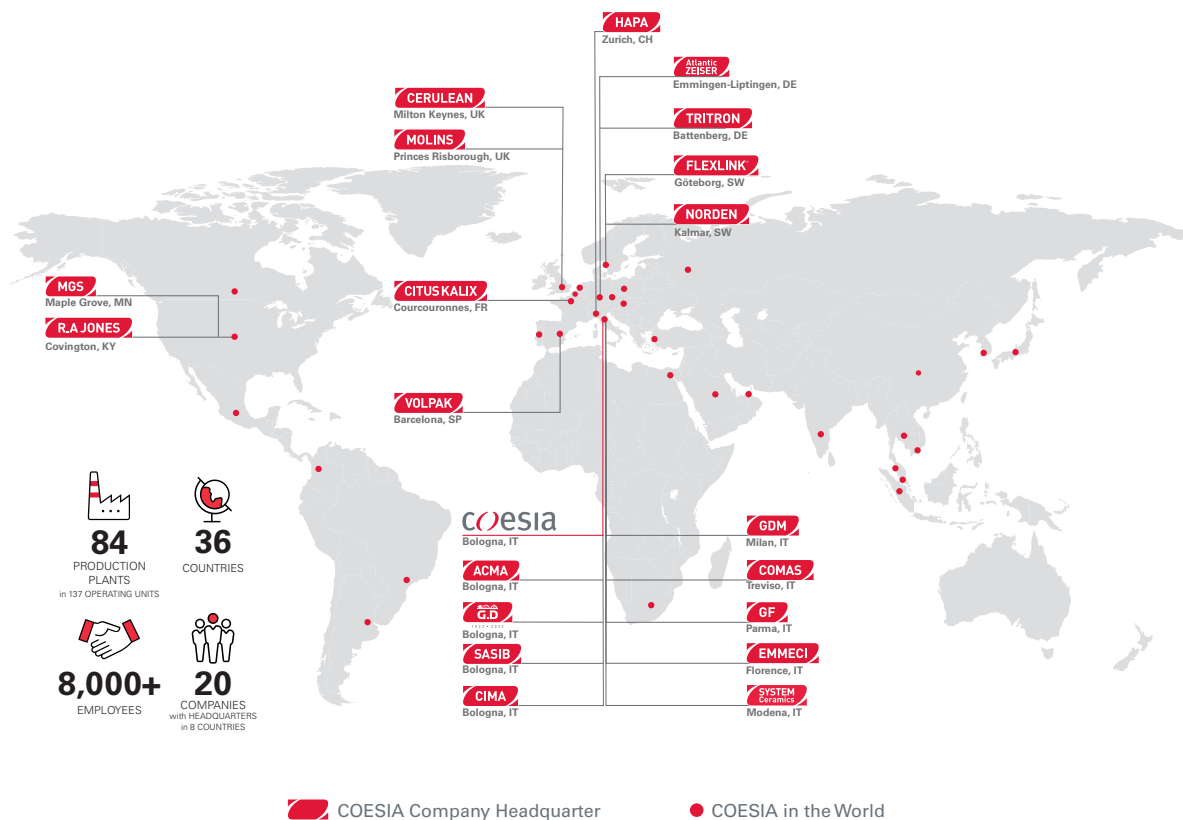 HAPA
Zurich, CH
Atlantic
ZEISER
Emmingen-Liptingen, DE
CERULEAN
Milton Keynes, UK
TRITRON
Battenberg, DE
MOLINS
Princes Risborough, UK
FLEXLINK
Göteborg, SW
NORDEN
Kalmar, SW
MGS
Maple Grove, MN
R.A JONES
Covington, KY
CITUS KALIX
Courcouronnes, FR
VOLPAK
Barcelona, SP
84
PRODUCTION
PLANTS
in 137 OPERATING UNITS
36
COUNTRIES
8,000+
EMPLOYEES
20
COMPANIES
with HEADQUARTERS
in 8 COUNTRIES
coesia
Bologna, IT
ACMA
Bologna, IT
G.D
Bologna, IT
SASIB
Bologna, IT
CIMA
Bologna, IT
GDM
Milan, IT
COMAS
Treviso, IT
GF
Parma, IT
EMMECI
Florence, IT
SYSTEM
Ceramics
Modena, IT
COESIA Company Headquarter
COESIA in the World